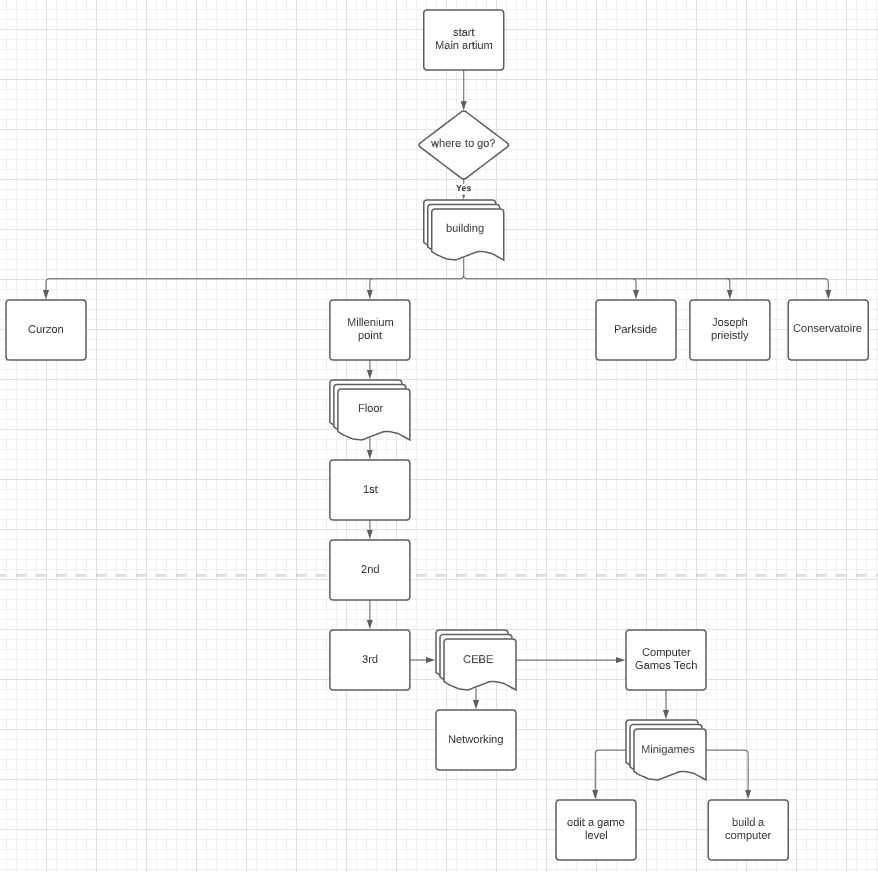 start
Main artium
where to go?
Yes
building
Curzon
Millenium
point
Parkside
Joseph
prieistly
Conservatoire
Floor
1st
2nd
3rd
CEBE
Computer
Games Tech
Networking
Minigames
edit a game
level
build a
computer